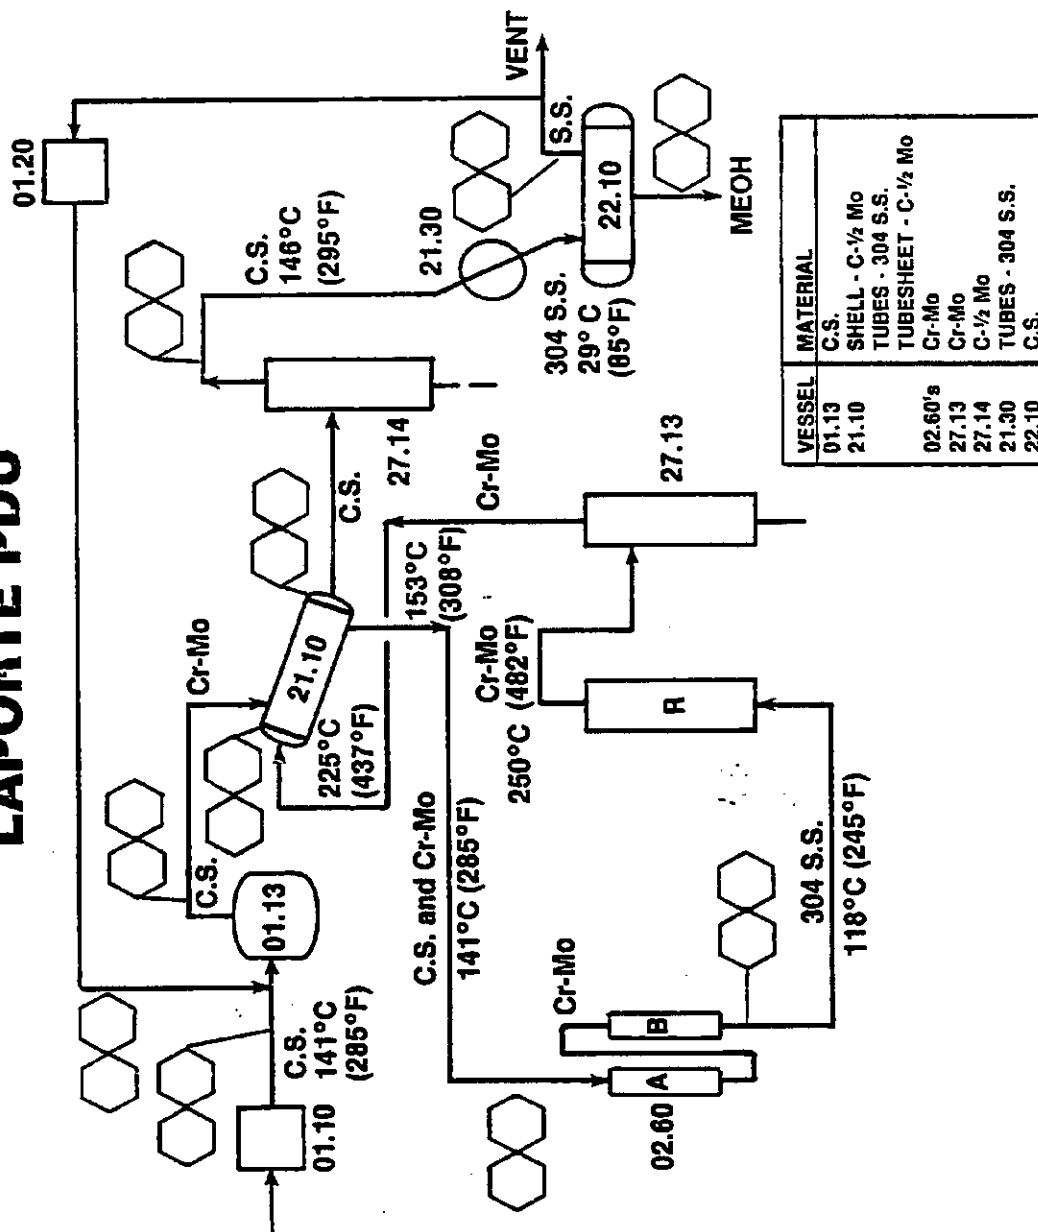 LAPORTE PDU
01.20
VENT
S.S.
22.10
MEOH
21.30
304 S.S.
29° C
(85°F)
C.S.
146°C
(295°F)
27.14
C.S.
Cr-Mo
21.10
225°C
(437°F)
153°C
(308°F)
Cr-Mo
27.13
Cr-Mo
250°C (482°F)
R
C.S.
01.13
C.S.
141°C
(285°F)
01.10
C.S. and Cr-Mo
141°C (285°F)
Cr-Mo
B
A
02.60
304 S.S.
118°C (245°F)
VESSEL MATERIAL
01.13 C.S.
21.10 SHELL - C-½ Mo
TUBES - 304 S.S.
TUBESHEET - C-½ Mo
02.60's Cr-Mo
27.13 Cr-Mo
27.14 C-½ Mo
21.30 TUBES - 304 S.S.
22.10 C.S.